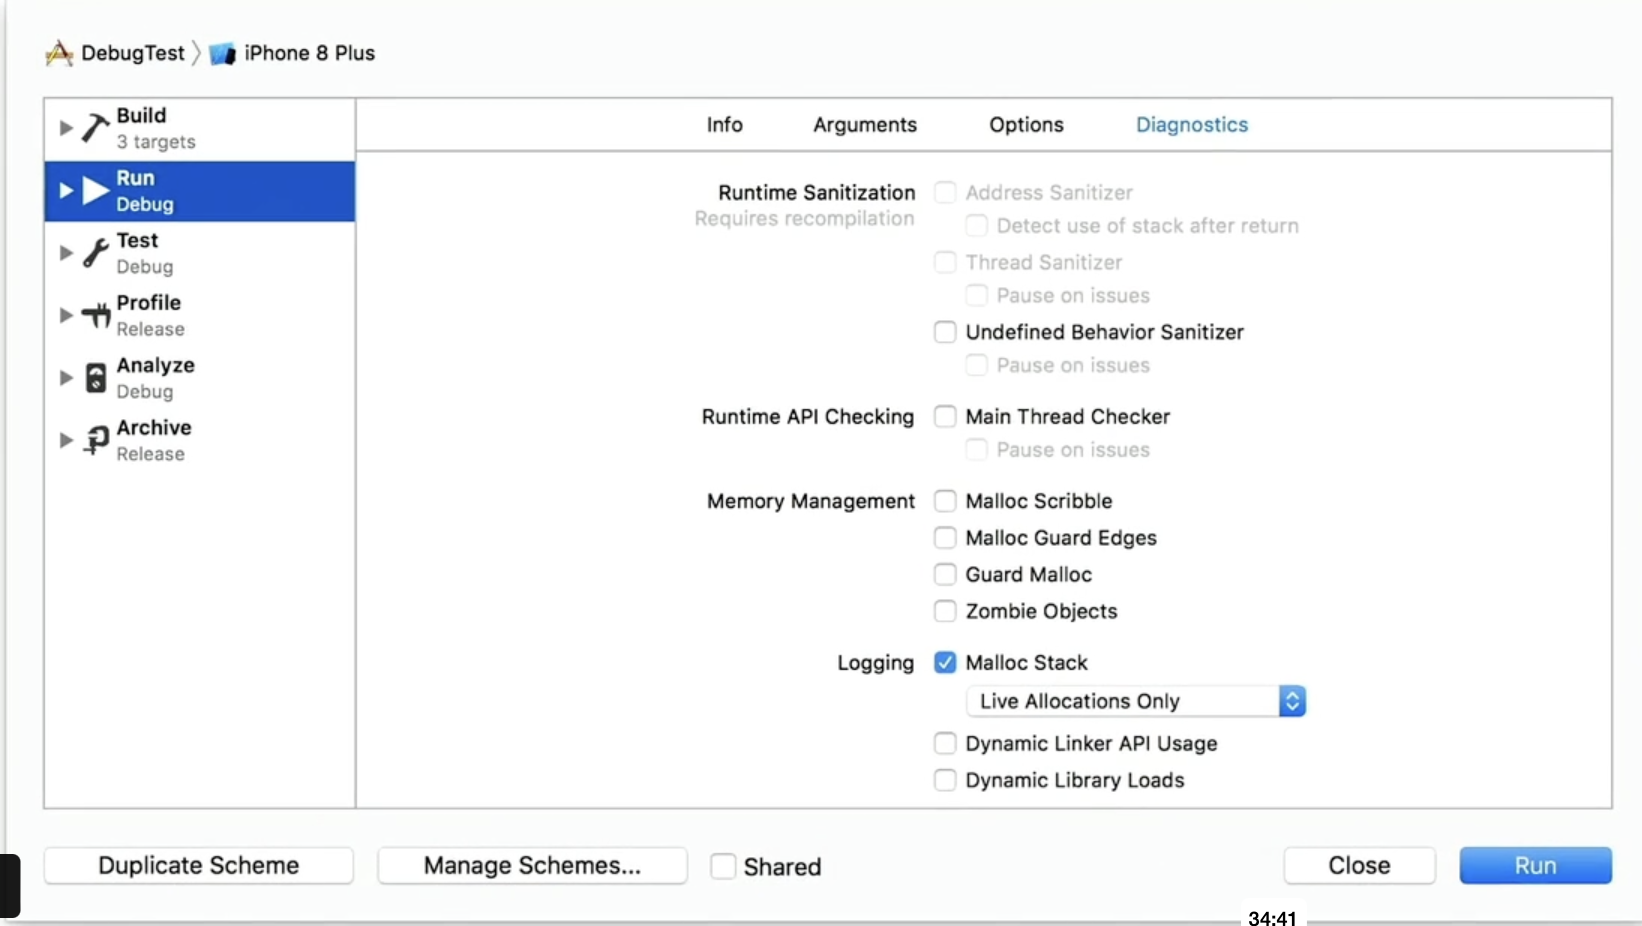 DebugTest iPhone 8 Plus
Build
3 targets
Run
Debug
Test
Debug
Profile
Release
Analyze
Debug
Archive
Release
Info Arguments Options Diagnostics
Runtime Sanitization Address Sanitizer
Requires recompilation Detect use of stack after return
Thread Sanitizer
Pause on issues
Undefined Behavior Sanitizer
Pause on issues
Runtime API Checking Main Thread Checker
Pause on issues
Memory Management Malloc Scribble
Malloc Guard Edges
Guard Malloc
Zombie Objects
Logging Malloc Stack
Live Allocations Only
Dynamic Linker API Usage
Dynamic Library Loads
Duplicate Scheme Manage Schemes... Shared Close Run
34:41